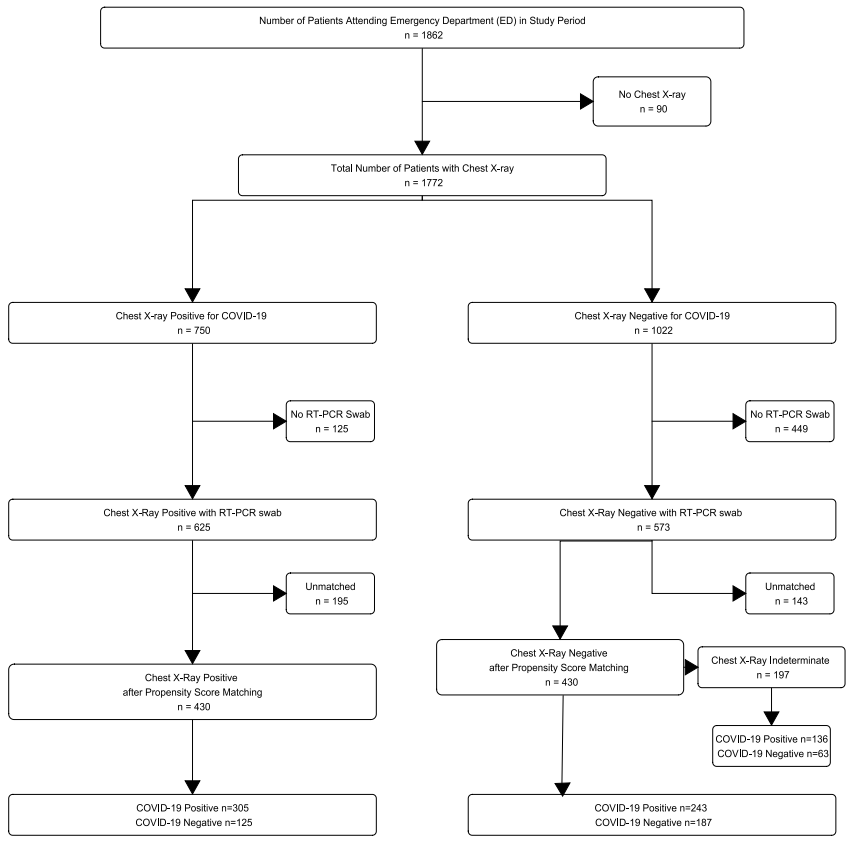 Number of Patients Attending Emergency Department (ED) in Study Period
n = 1862
No Chest X-ray
n = 90
Total Number of Patients with Chest X-ray
n = 1772
Chest X-ray Positive for COVID-19
n = 750
Chest X-ray Negative for COVID-19
n = 1022
No RT-PCR Swab
n = 125
No RT-PCR Swab
n = 449
Chest X-Ray Positive with RT-PCR swab
n = 625
Chest X-Ray Negative with RT-PCR swab
n = 573
Unmatched
n = 195
Unmatched
n = 143
Chest X-Ray Positive
after Propensity Score Matching
n = 430
Chest X-Ray Negative
after Propensity Score Matching
n = 430
Chest X-Ray Indeterminate
n = 197
COVID-19 Positive n=136
COVID-19 Negative n=63
COVID-19 Positive n=305
COVID-19 Negative n=125
COVID-19 Positive n=243
COVID-19 Negative n=187